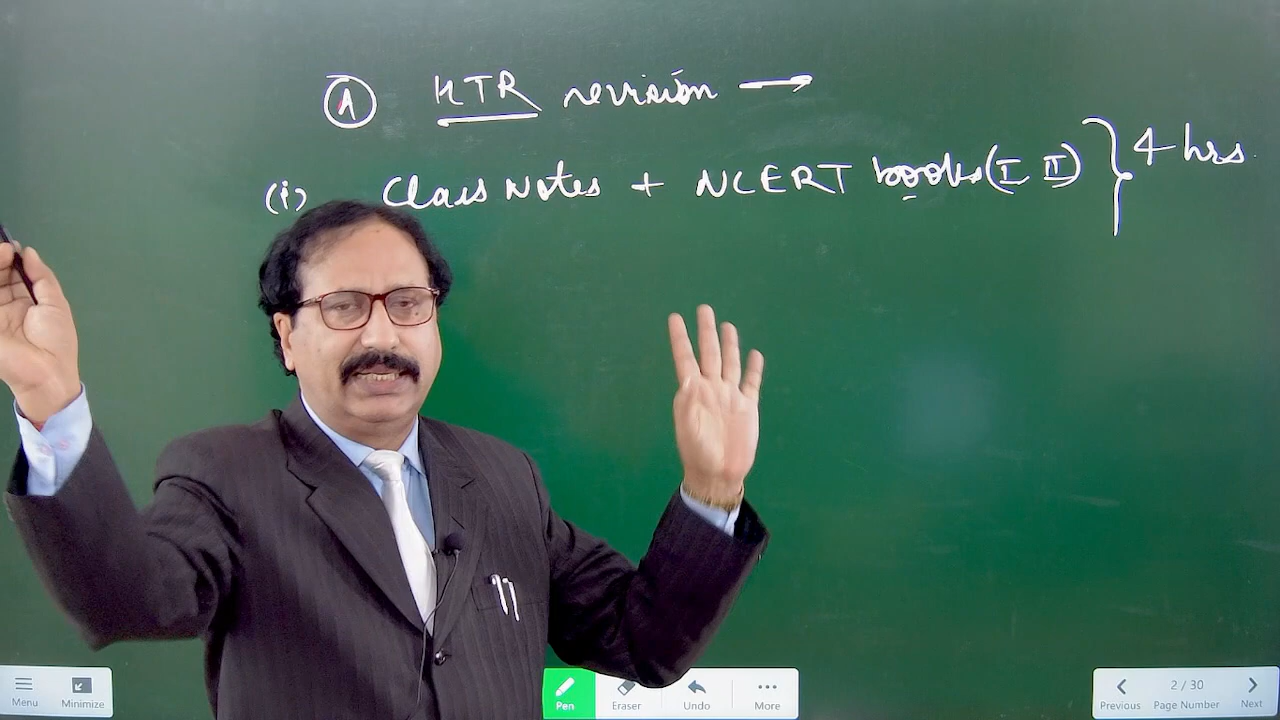 A HTR revision →
(i) Class Notes + NCERT books (I II) } 4 hrs
Menu
Minimize
Pen
Eraser
Undo
More
Previous
2 / 30
Page Number
Next